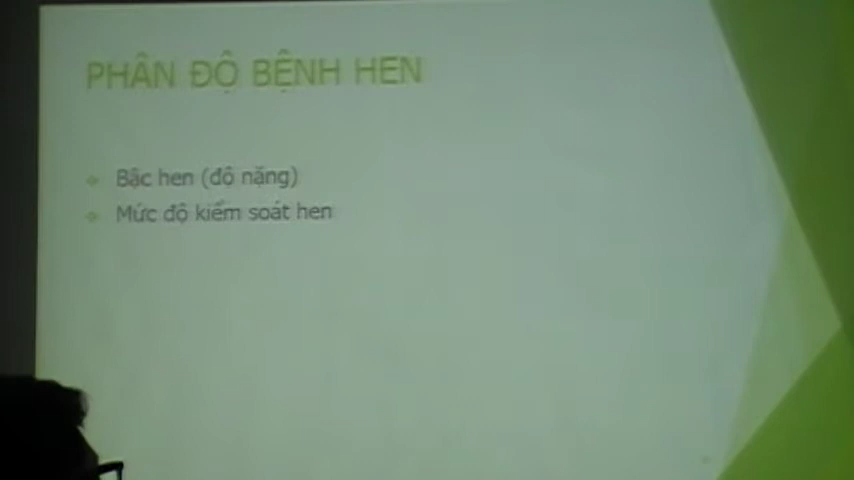 PHÂN ĐỘ BỆNH HEN
Bậc hen (độ nặng)
Mức độ kiểm soát hen